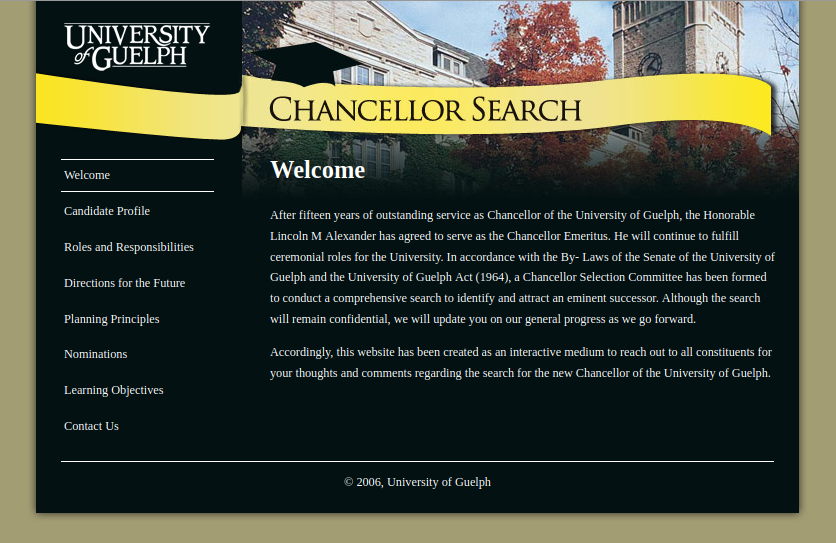 UNIVERSITY
of GUELPH
CHANCELLOR SEARCH
Welcome
Candidate Profile
Roles and Responsibilities
Directions for the Future
Planning Principles
Nominations
Learning Objectives
Contact Us
Welcome
After fifteen years of outstanding service as Chancellor of the University of Guelph, the Honorable
Lincoln M Alexander has agreed to serve as the Chancellor Emeritus. He will continue to fulfill
ceremonial roles for the University. In accordance with the By- Laws of the Senate of the University of
Guelph and the University of Guelph Act (1964), a Chancellor Selection Committee has been formed
to conduct a comprehensive search to identify and attract an eminent successor. Although the search
will remain confidential, we will update you on our general progress as we go forward.
Accordingly, this website has been created as an interactive medium to reach out to all constituents for
your thoughts and comments regarding the search for the new Chancellor of the University of Guelph.
© 2006, University of Guelph